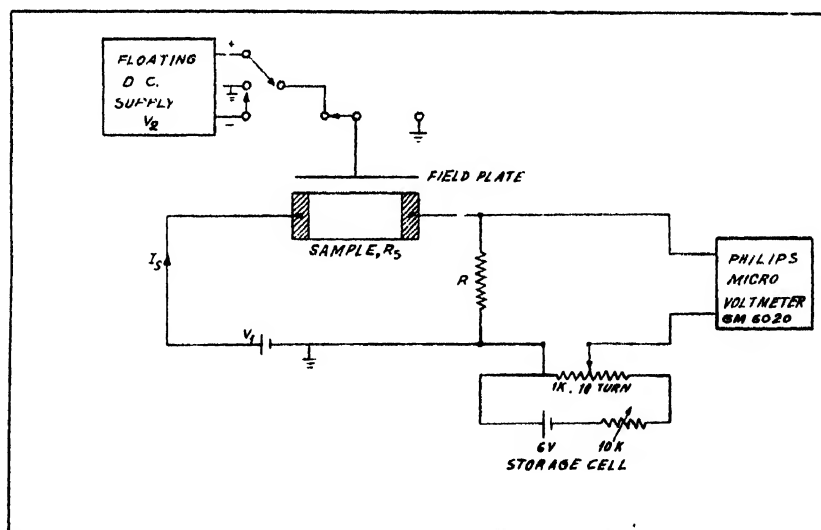 FLOATING
D C.
SUPPLY
V2
+
−
FIELD PLATE
SAMPLE, RS
IS
R
V1
PHILIPS
MICRO
VOLTMETER
GM 6020
1K. 10 TURN
6V
10K
STORAGE CELL